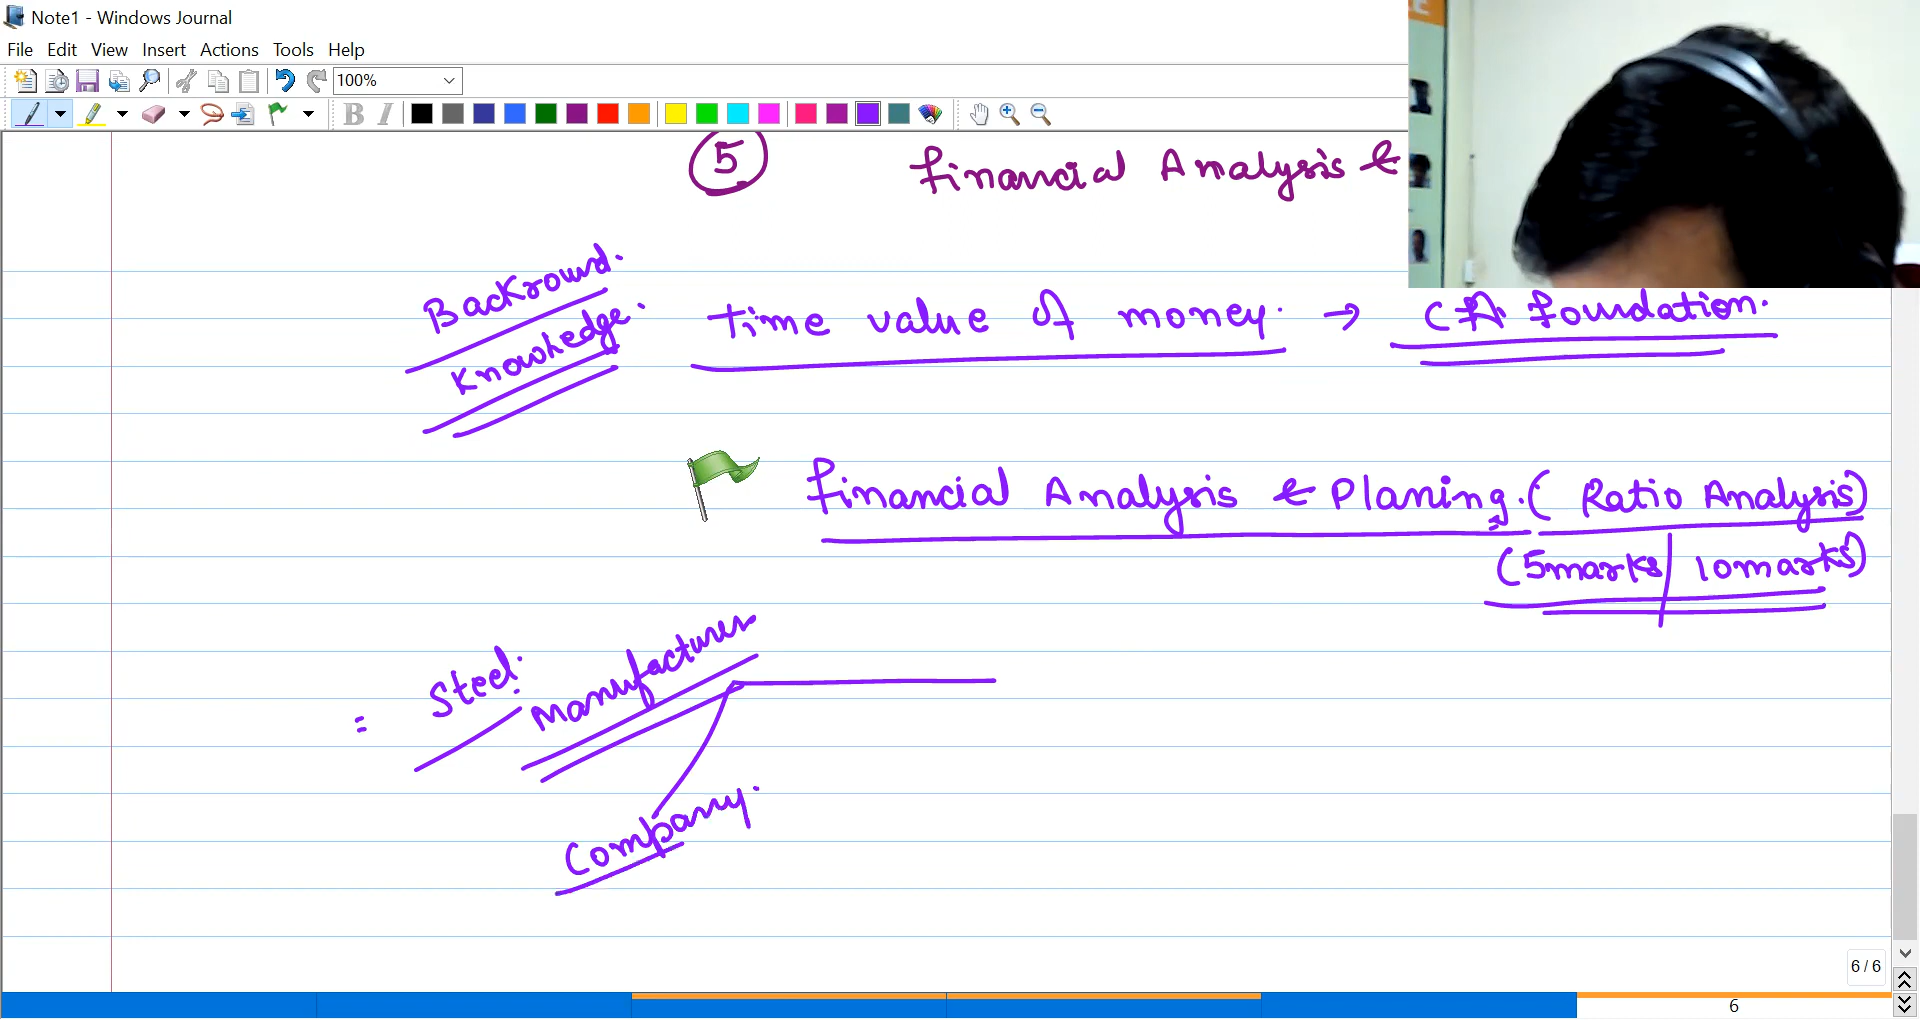 Note1 - Windows Journal
File Edit View Insert Actions Tools Help
100%
B I
5 Financial Analysis &
Backround.
Knowledge. Time value of money. → CA Foundation.
Financial Analysis & Planing. (Ratio Analysis)
(5marks / 10marks)
= Steel. Manufacturer
Company.
6 / 6
6